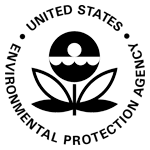 UNITED STATES
ENVIRONMENTAL PROTECTION AGENCY